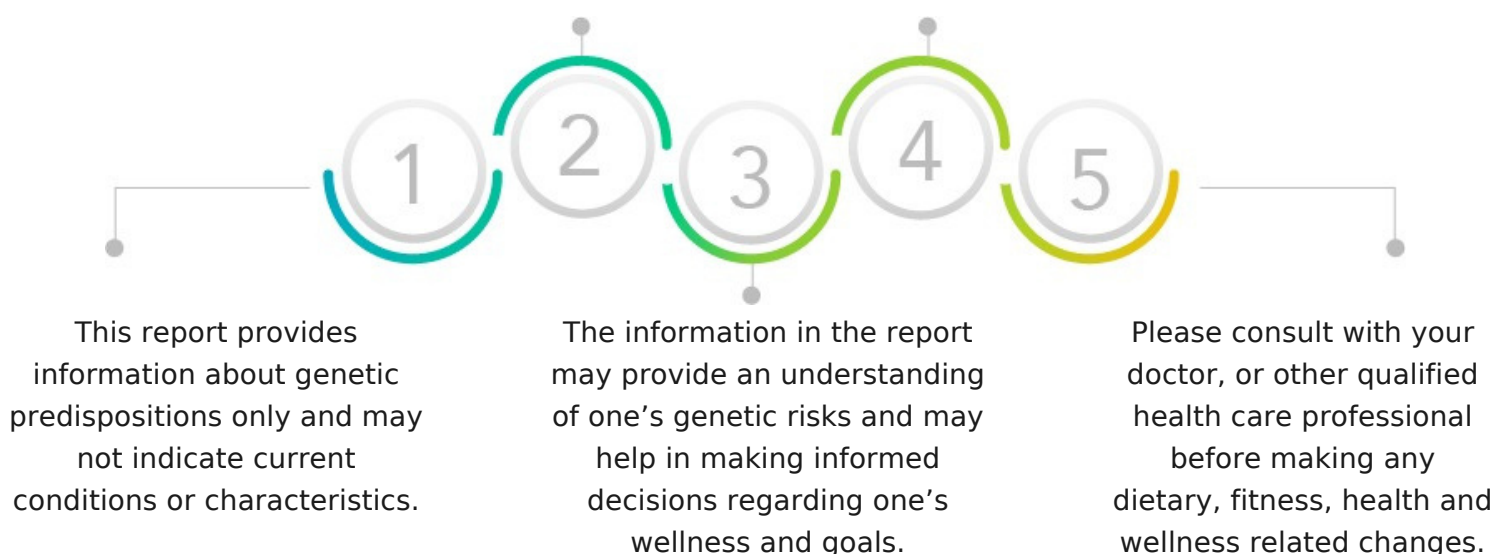 1
2
3
4
5
This report provides
information about genetic
predispositions only and may
not indicate current
conditions or characteristics.
The information in the report
may provide an understanding
of one’s genetic risks and may
help in making informed
decisions regarding one’s
wellness and goals.
Please consult with your
doctor, or other qualified
health care professional
before making any
dietary, fitness, health and
wellness related changes.